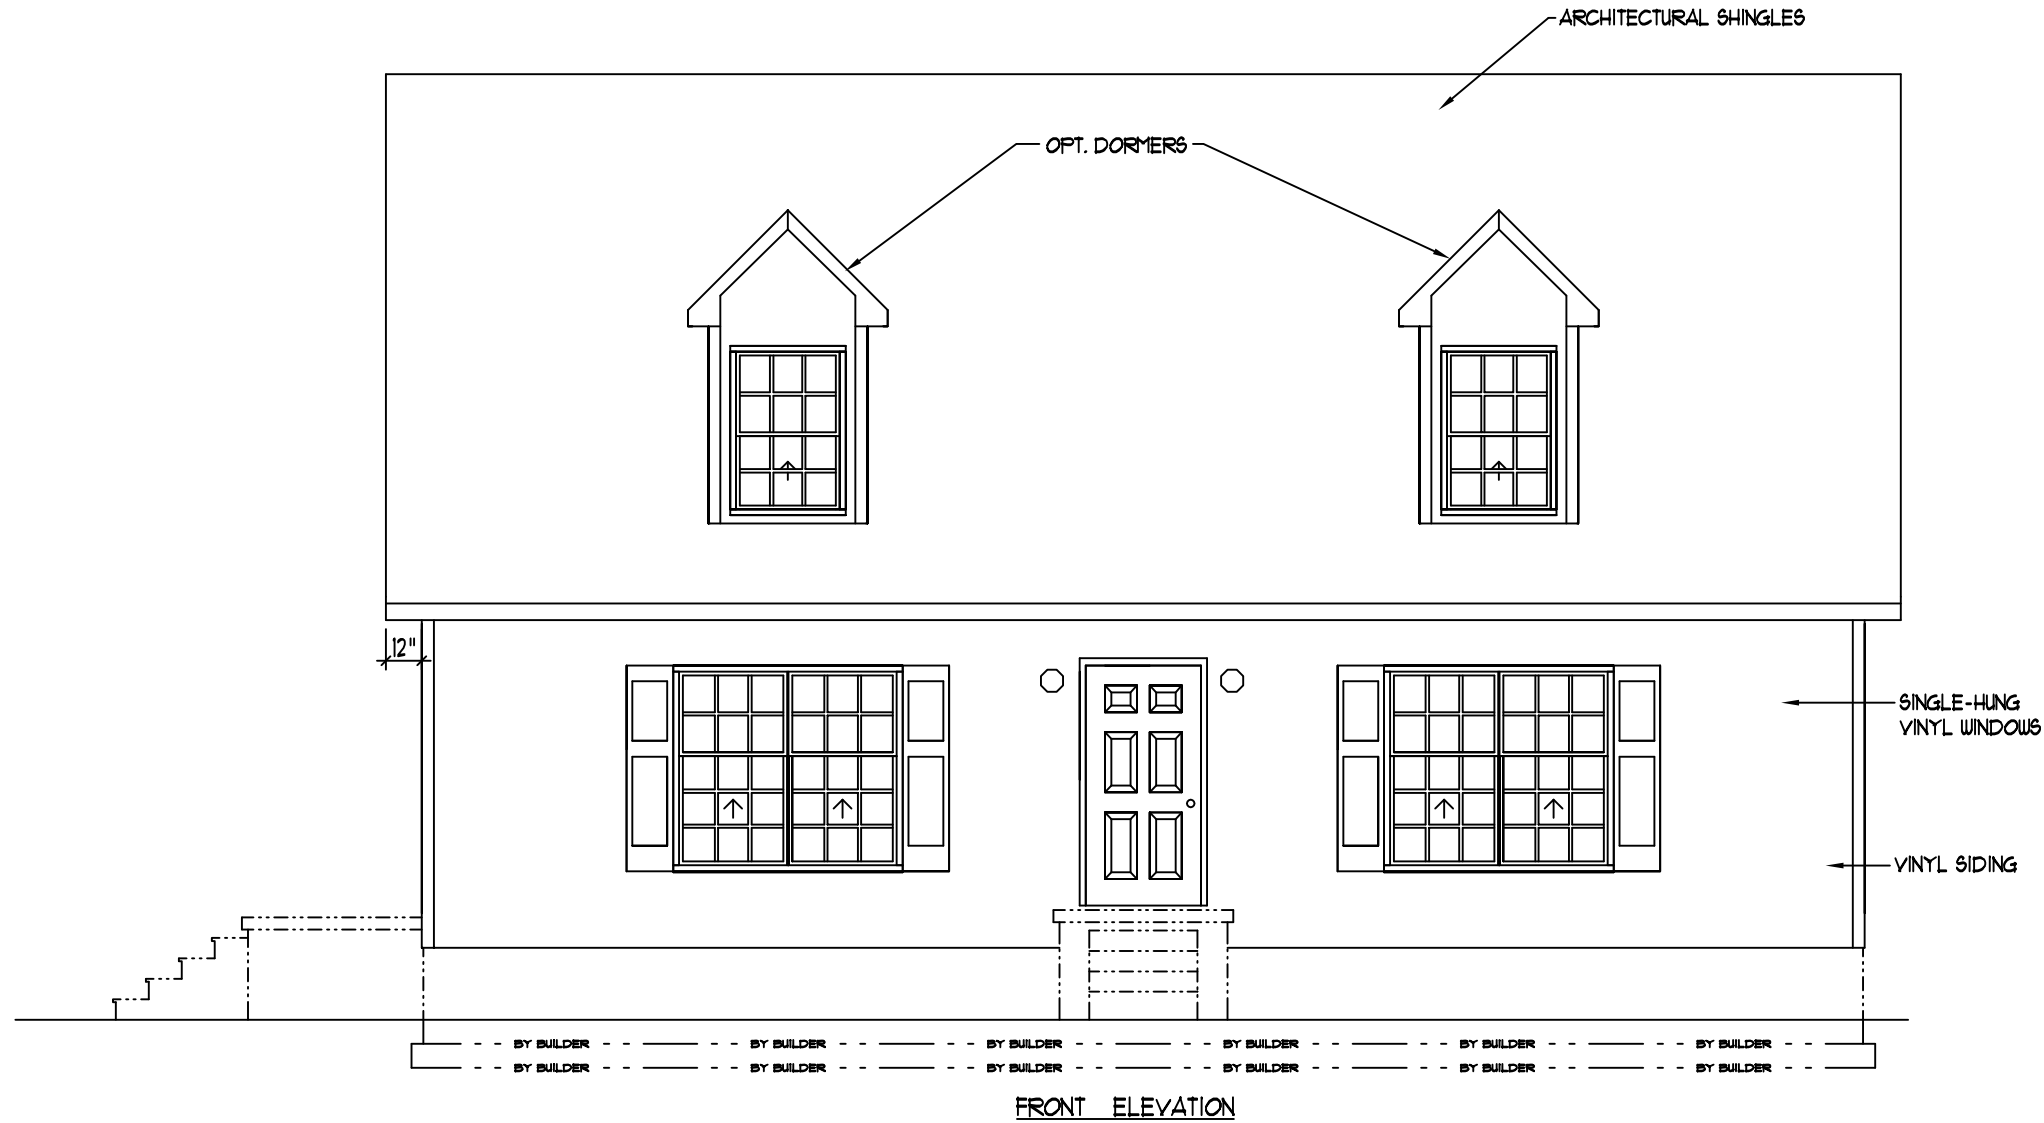 ARCHITECTURAL SHINGLES
OPT. DORMERS
12"
SINGLE-HUNG
VINYL WINDOWS
VINYL SIDING
BY BUILDER BY BUILDER BY BUILDER BY BUILDER BY BUILDER BY BUILDER
BY BUILDER BY BUILDER BY BUILDER BY BUILDER BY BUILDER BY BUILDER
FRONT ELEVATION